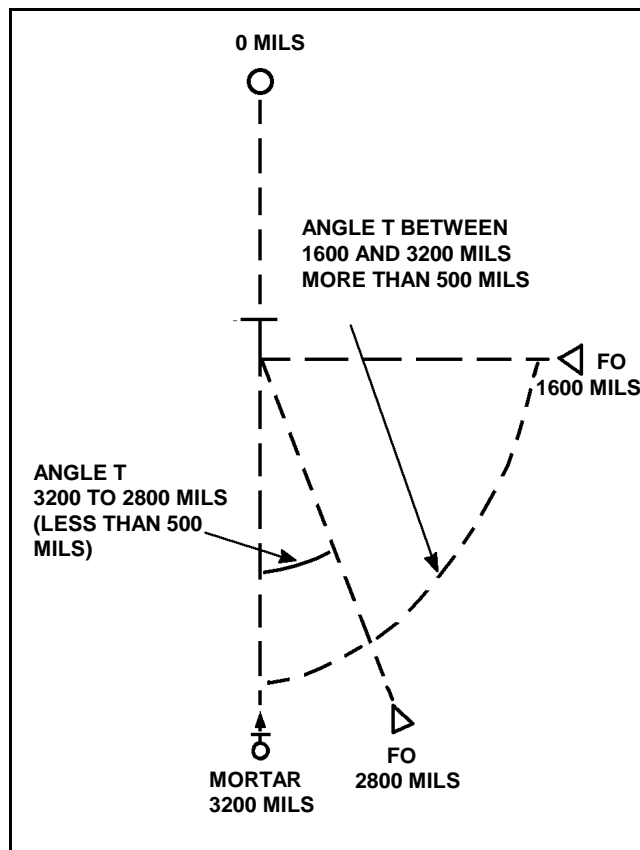 0 MILS
ANGLE T BETWEEN
1600 AND 3200 MILS
MORE THAN 500 MILS
FO
1600 MILS
ANGLE T
3200 TO 2800 MILS
(LESS THAN 500
MILS)
MORTAR
3200 MILS
FO
2800 MILS